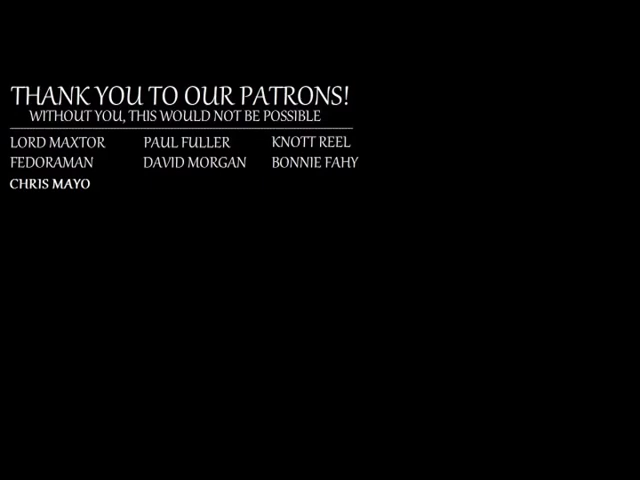 THANK YOU TO OUR PATRONS!
WITHOUT YOU, THIS WOULD NOT BE POSSIBLE
LORD MAXTOR PAUL FULLER KNOTT REEL
FEDORAMAN DAVID MORGAN BONNIE FAHY
CHRIS MAYO